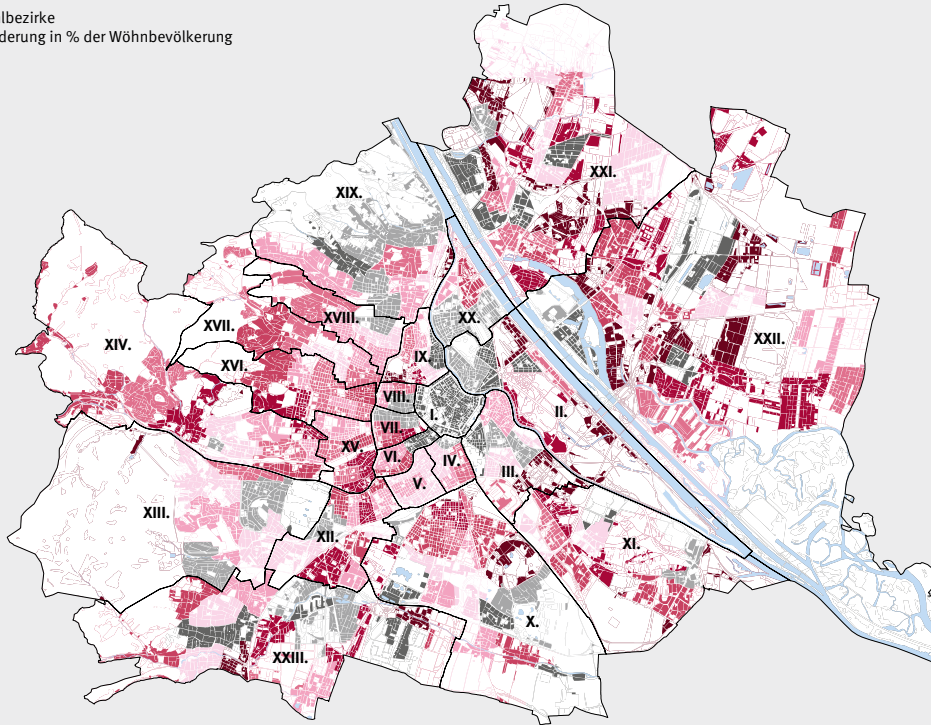 lbezirke
derung in % der Wöhnbevölkerung
XXI.
XIX.
XX.
XVIII.
XVII.
XIV.
XXII.
IX.
XVI.
VIII.
I.
II.
VII.
XV.
VI.
IV.
III.
V.
XIII.
XII.
XI.
X.
XXIII.